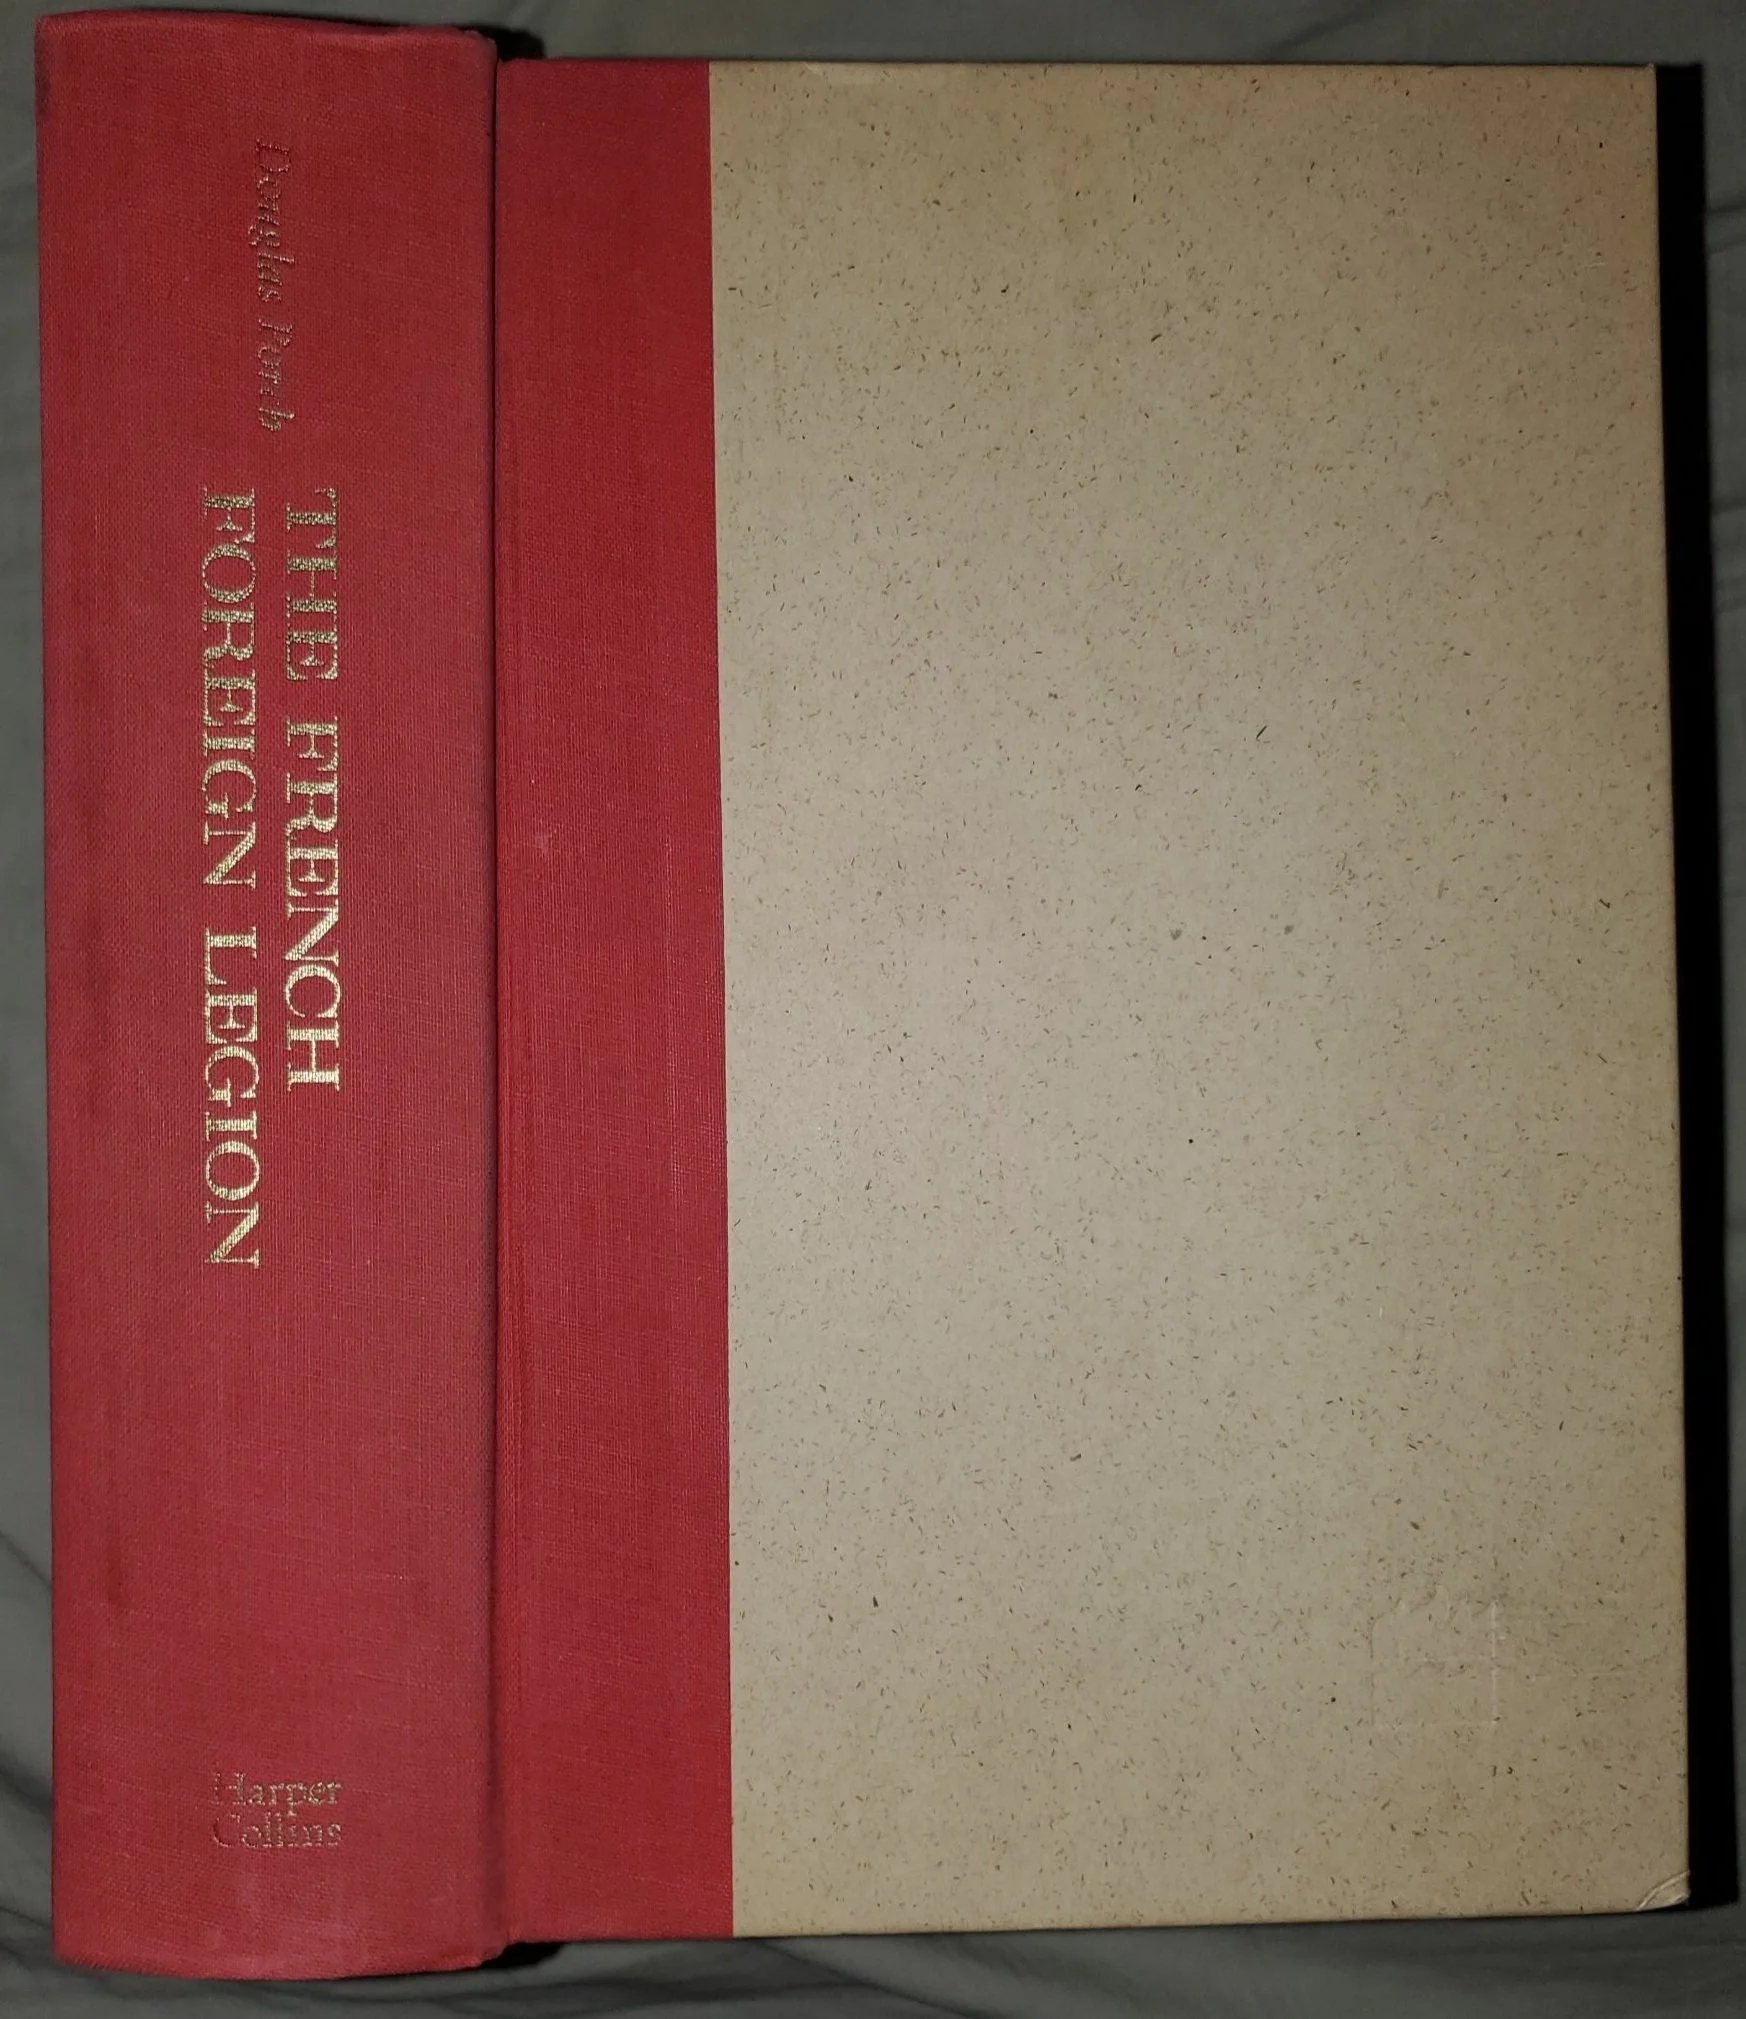 Douglas Porch
THE FRENCH
FOREIGN LEGION
Harper
Collins